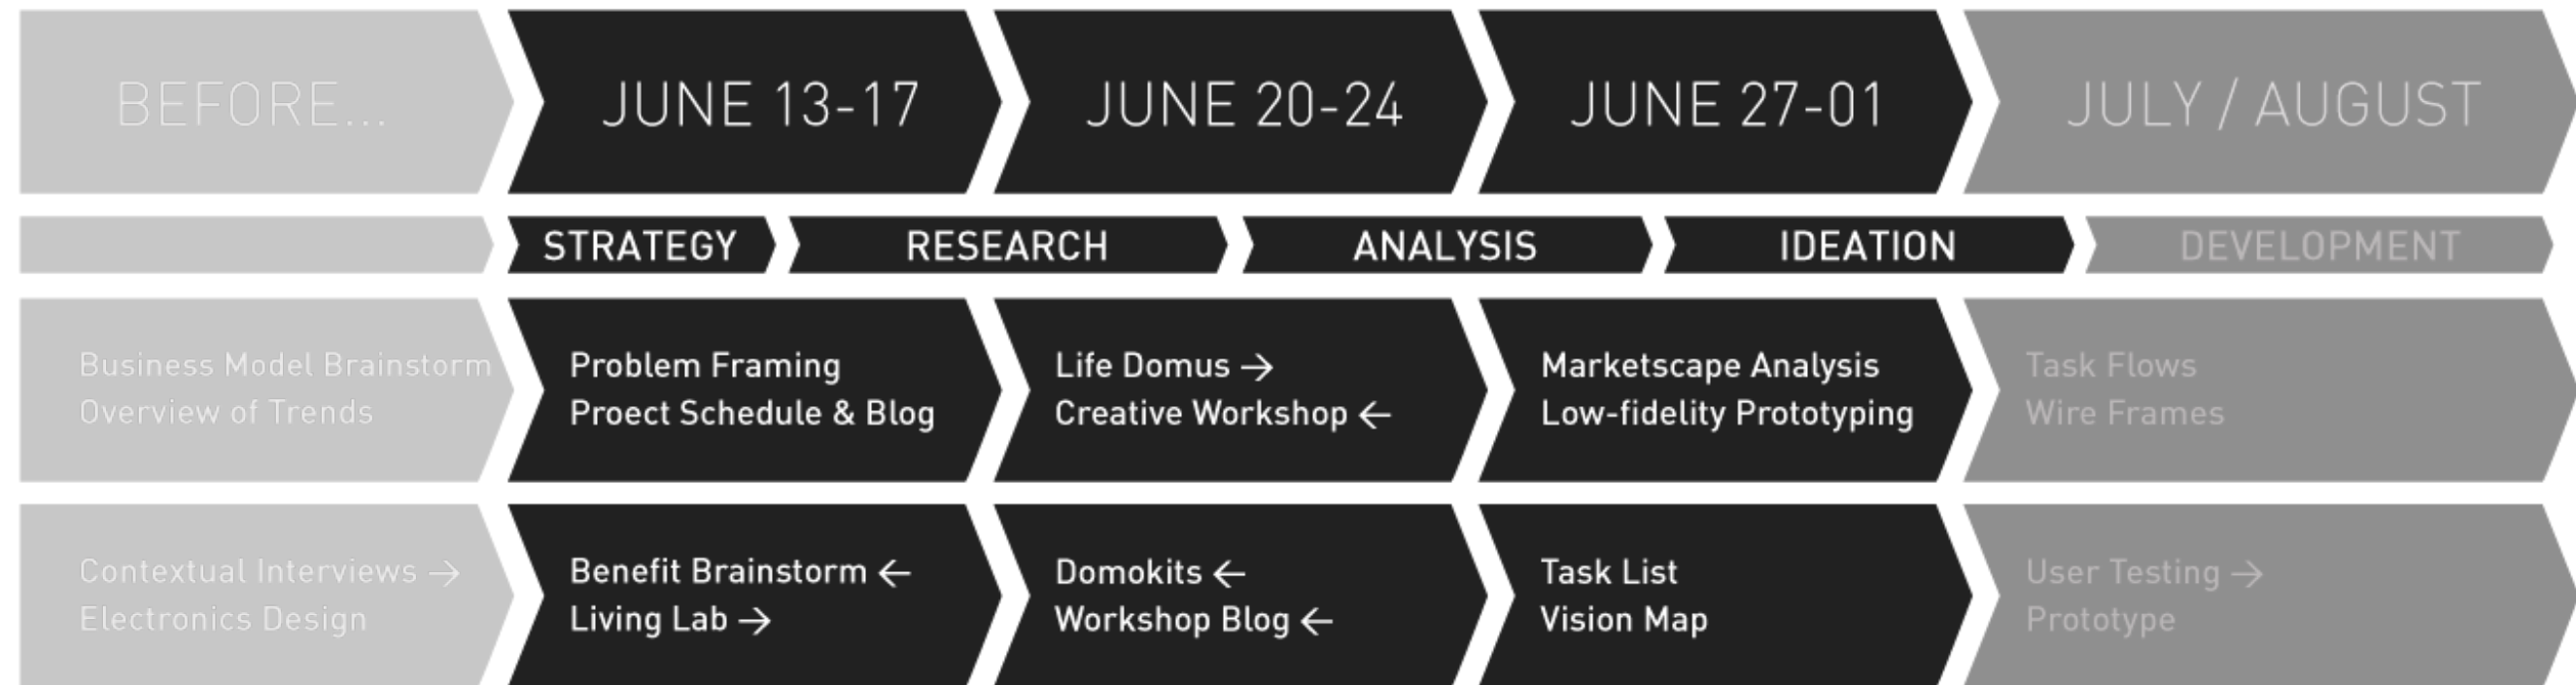 BEFORE...
JUNE 13-17
JUNE 20-24
JUNE 27-01
JULY / AUGUST
STRATEGY
RESEARCH
ANALYSIS
IDEATION
DEVELOPMENT
Business Model Brainstorm
Overview of Trends
Problem Framing
Proect Schedule & Blog
Life Domus →
Creative Workshop ←
Marketscape Analysis
Low-fidelity Prototyping
Task Flows
Wire Frames
Contextual Interviews →
Electronics Design
Benefit Brainstorm ←
Living Lab →
Domokits ←
Workshop Blog ←
Task List
Vision Map
User Testing →
Prototype